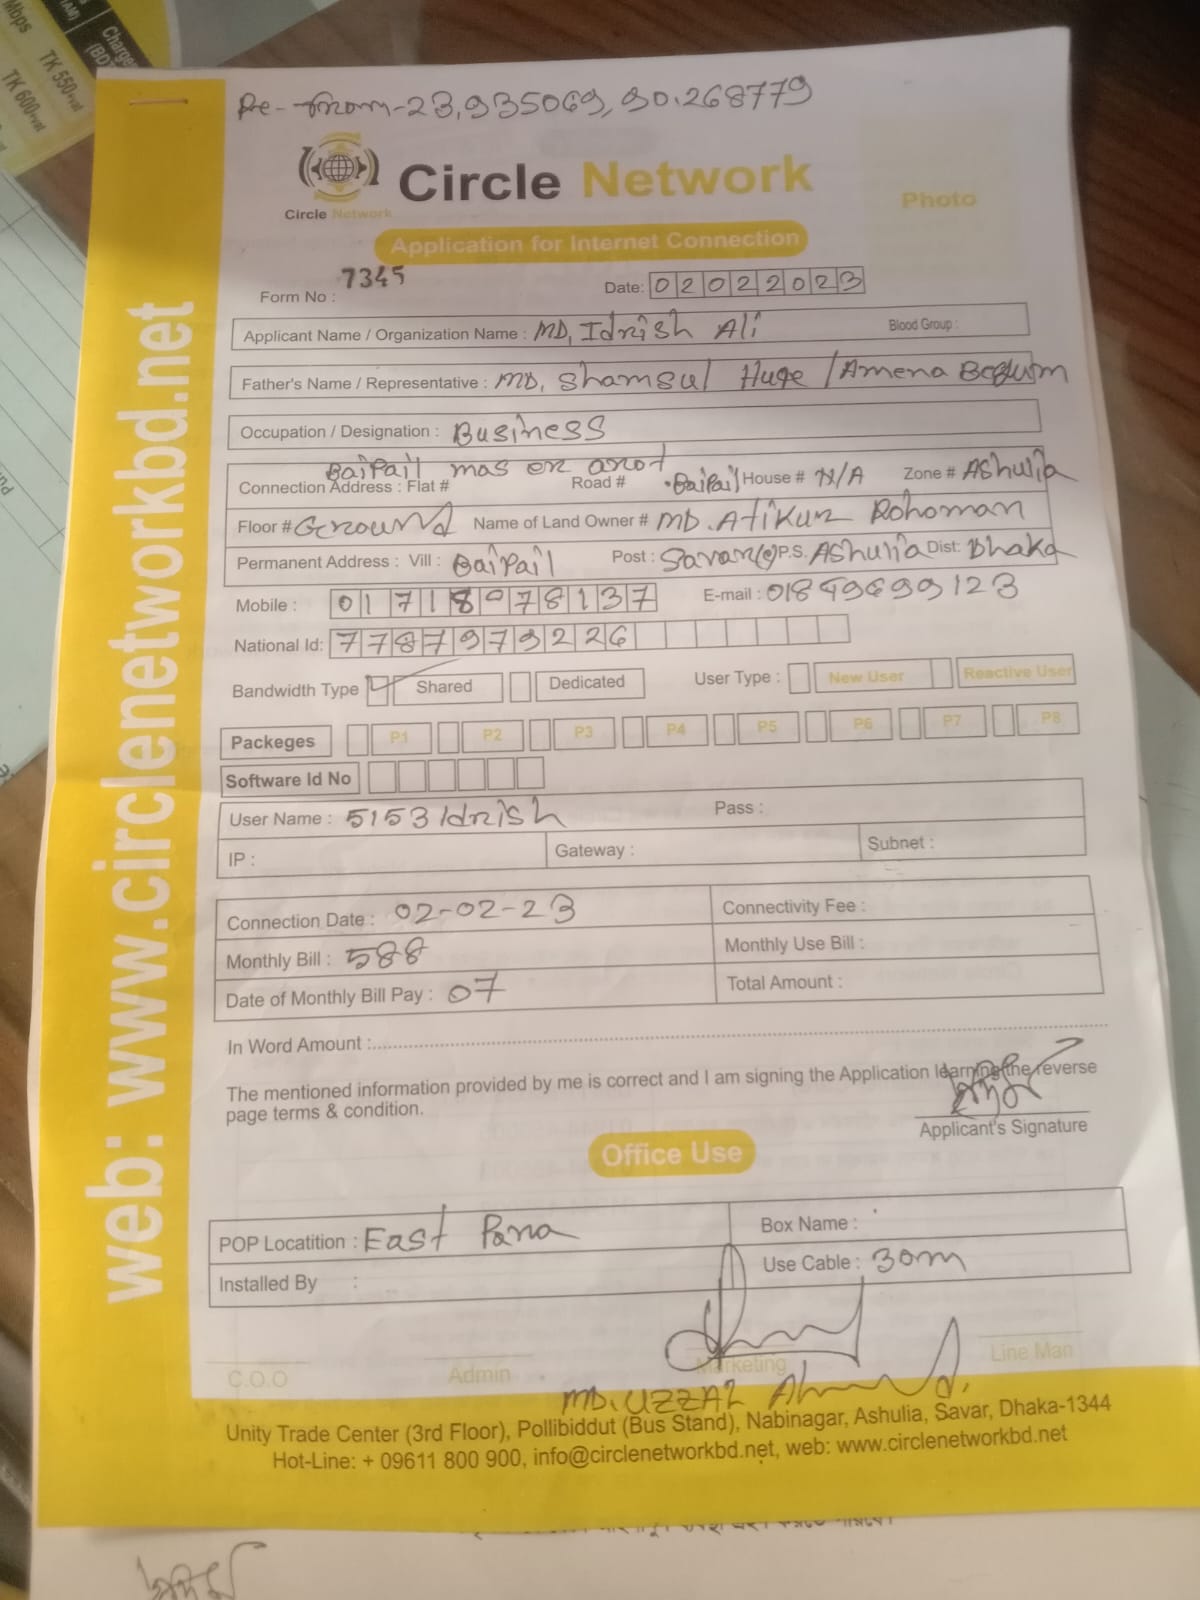 Mbps
TK 550+vat
TK 600+vat
Pre-from-23,935069,90.268779
Circle Network
Circle Network
Photo
Application for Internet Connection
Form No : 7345
Date: 02022023
Applicant Name / Organization Name : MD, Idrish Ali Blood Group :
Father's Name / Representative : MD, Shamsul Huqe / Amena Begum
Occupation / Designation : Business
Connection Address : Flat # Baipail mas er arot Road # Baipail House # N/A Zone # Ashulia
Floor # Ground Name of Land Owner # MD. Atikur Rohoman
Permanent Address : Vill : Baipail Post : Savar P.S. Ashulia Dist: Dhaka
Mobile : 01718078137 E-mail : 01849699123
National Id: 7787979226
Bandwidth Type Shared Dedicated User Type : New User Reactive User
Packeges P1 P2 P3 P4 P5 P6 P7 P8
Software Id No
User Name : 5153Idrish Pass :
IP : Gateway : Subnet :
Connection Date : 02-02-23 Connectivity Fee :
Monthly Bill : 588 Monthly Use Bill :
Date of Monthly Bill Pay : 07 Total Amount :
In Word Amount :
The mentioned information provided by me is correct and I am signing the Application learning the reverse
page terms & condition.
Applicant's Signature
Office Use
POP Locatition : East Para Box Name :
Installed By : Use Cable : 30m
C.O.O Admin Marketing Line Man
MD. UZZAL Ahmed.
Unity Trade Center (3rd Floor), Pollibiddut (Bus Stand), Nabinagar, Ashulia, Savar, Dhaka-1344
Hot-Line: + 09611 800 900, info@circlenetworkbd.net, web: www.circlenetworkbd.net
web: www.circlenetworkbd.net